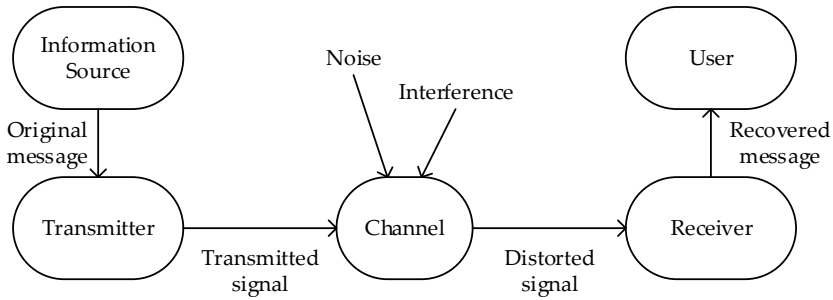 Information
Source
Noise
User
Interference
Original
message
Recovered
message
Transmitter
Channel
Receiver
Transmitted
signal
Distorted
signal